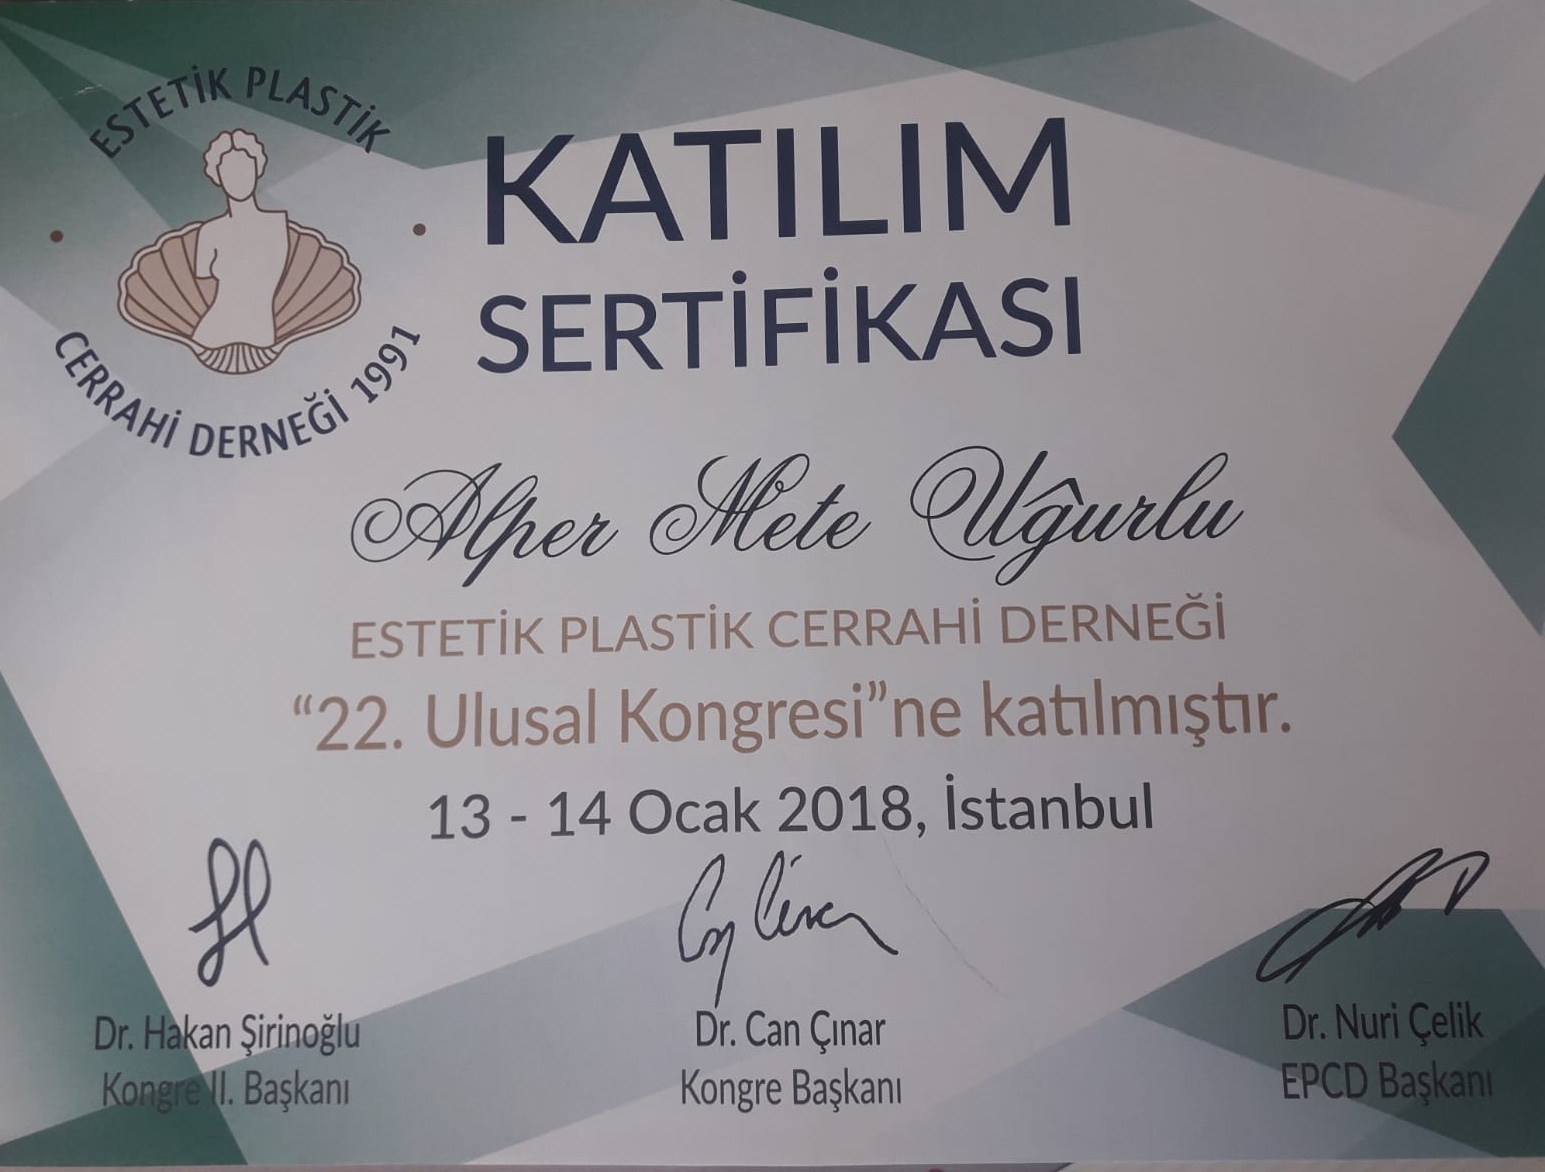 ESTETİK PLASTİK
CERRAHİ DERNEĞİ 1991
KATILIM
SERTİFİKASI
Alper Mete Uğurlu
ESTETİK PLASTİK CERRAHİ DERNEĞİ
“22. Ulusal Kongresi”ne katılmıştır.
13 - 14 Ocak 2018, İstanbul
Dr. Hakan Şirinoğlu
Kongre II. Başkanı
Dr. Can Çınar
Kongre Başkanı
Dr. Nuri Çelik
EPCD Başkanı